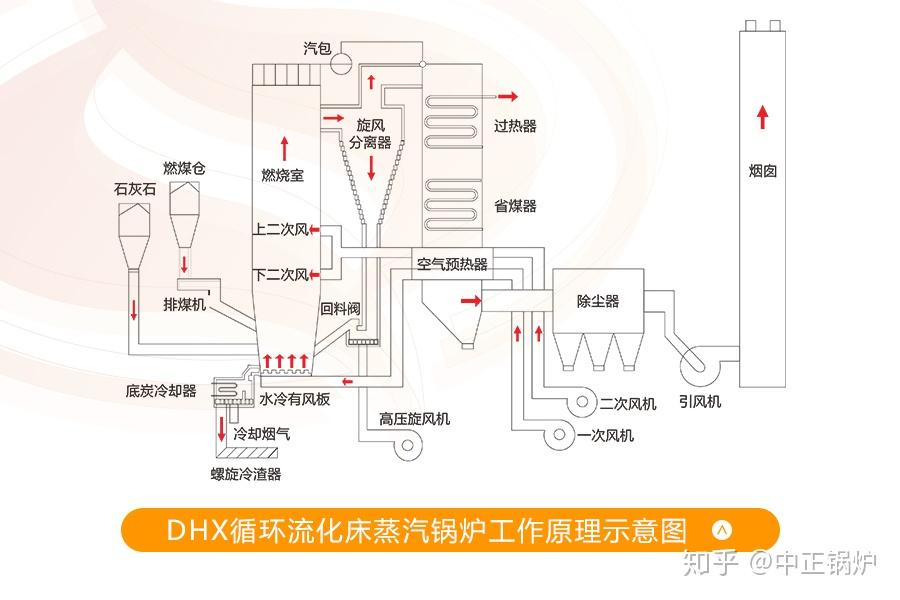 汽包
旋风
分离器
过热器
燃煤仓
石灰石
燃烧室
烟囱
省煤器
上二次风
下二次风
空气预热器
排煤机
回料阀
除尘器
底炭冷却器
水冷有风板
二次风机
引风机
高压旋风机
冷却烟气
一次风机
螺旋冷渣器
DHX循环流化床蒸汽锅炉工作原理示意图
知乎 @中正锅炉